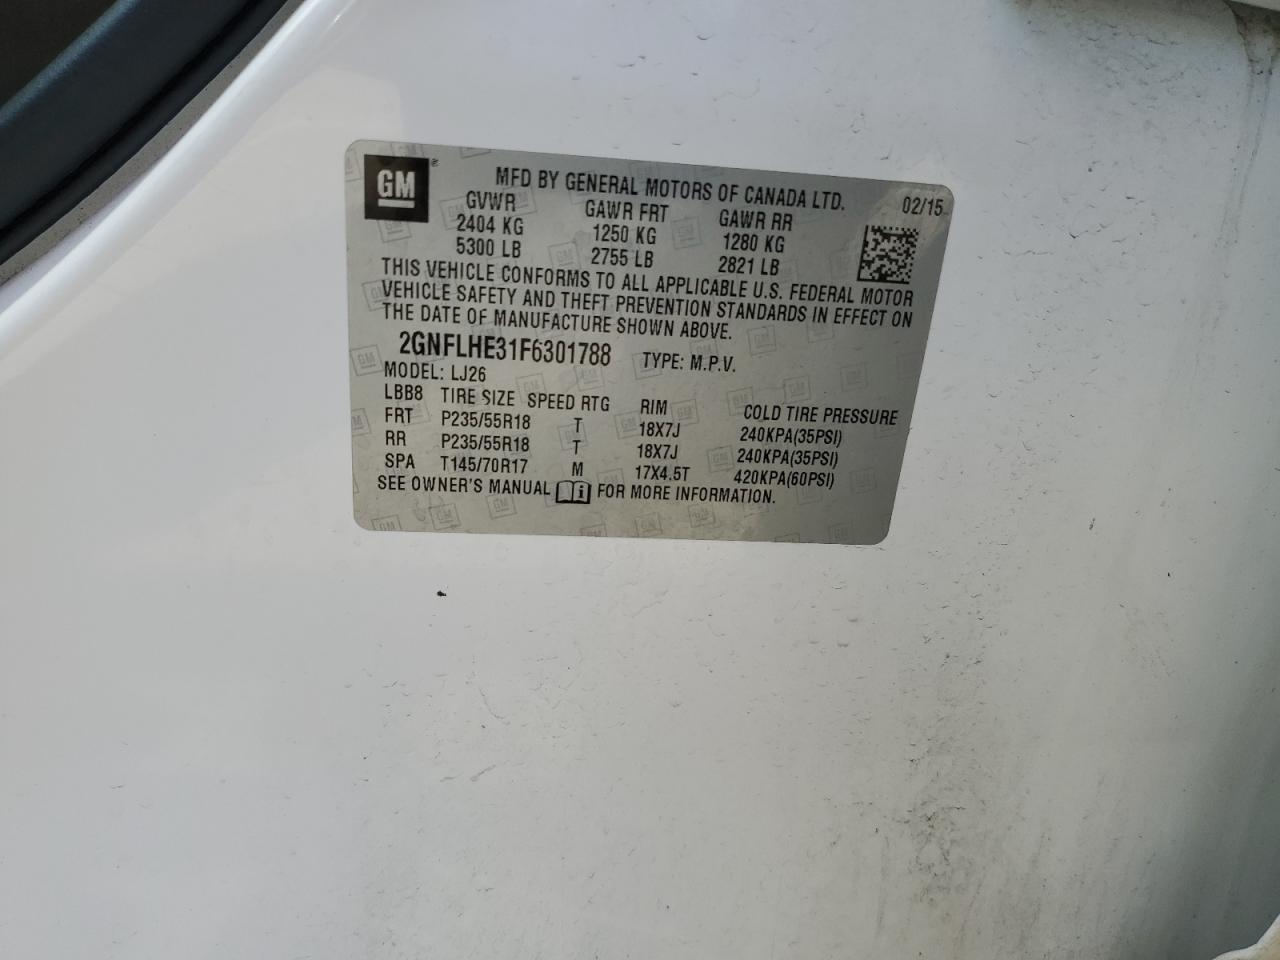 GM ®
MFD BY GENERAL MOTORS OF CANADA LTD. 02/15
GVWR GAWR FRT GAWR RR
2404 KG 1250 KG 1280 KG
5300 LB 2755 LB 2821 LB
THIS VEHICLE CONFORMS TO ALL APPLICABLE U.S. FEDERAL MOTOR
VEHICLE SAFETY AND THEFT PREVENTION STANDARDS IN EFFECT ON
THE DATE OF MANUFACTURE SHOWN ABOVE.
2GNFLHE31F6301788 TYPE: M.P.V.
MODEL: LJ26
LBB8 TIRE SIZE SPEED RTG RIM COLD TIRE PRESSURE
FRT P235/55R18 T 18X7J 240KPA(35PSI)
RR P235/55R18 T 18X7J 240KPA(35PSI)
SPA T145/70R17 M 17X4.5T 420KPA(60PSI)
SEE OWNER'S MANUAL FOR MORE INFORMATION.